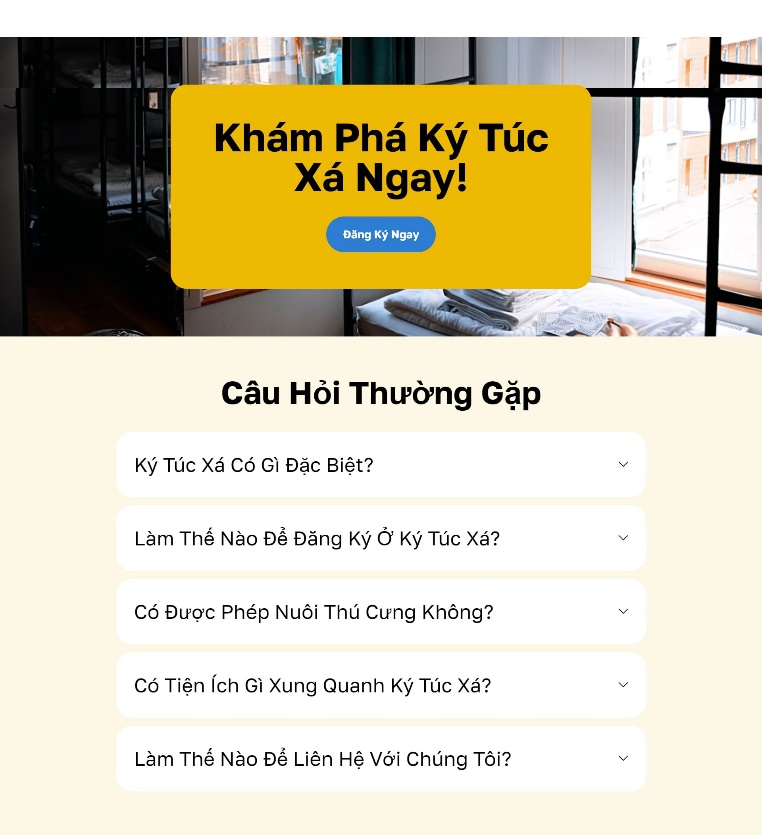 Khám Phá Ký Túc
Xá Ngay!
Đăng Ký Ngay
Câu Hỏi Thường Gặp
Ký Túc Xá Có Gì Đặc Biệt?
Làm Thế Nào Để Đăng Ký Ở Ký Túc Xá?
Có Được Phép Nuôi Thú Cưng Không?
Có Tiện Ích Gì Xung Quanh Ký Túc Xá?
Làm Thế Nào Để Liên Hệ Với Chúng Tôi?